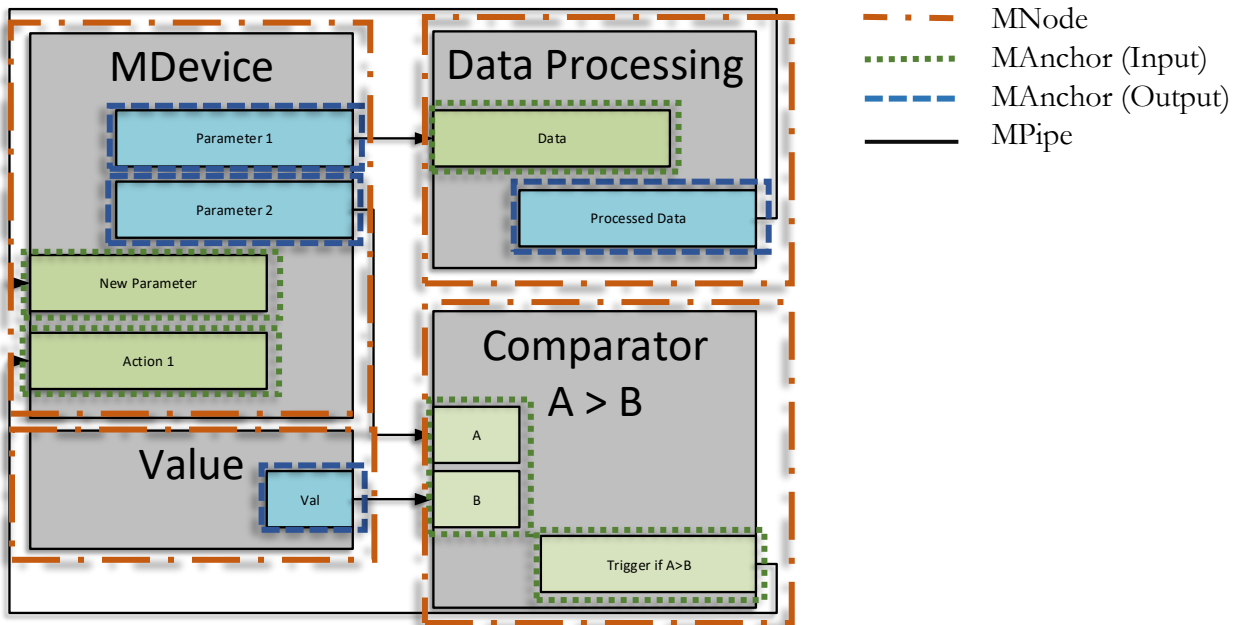 MDevice
Parameter 1
Parameter 2
New Parameter
Action 1
Value
Val
Data Processing
Data
Processed Data
Comparator
A > B
A
B
Trigger if A>B
MNode
MAnchor (Input)
MAnchor (Output)
MPipe